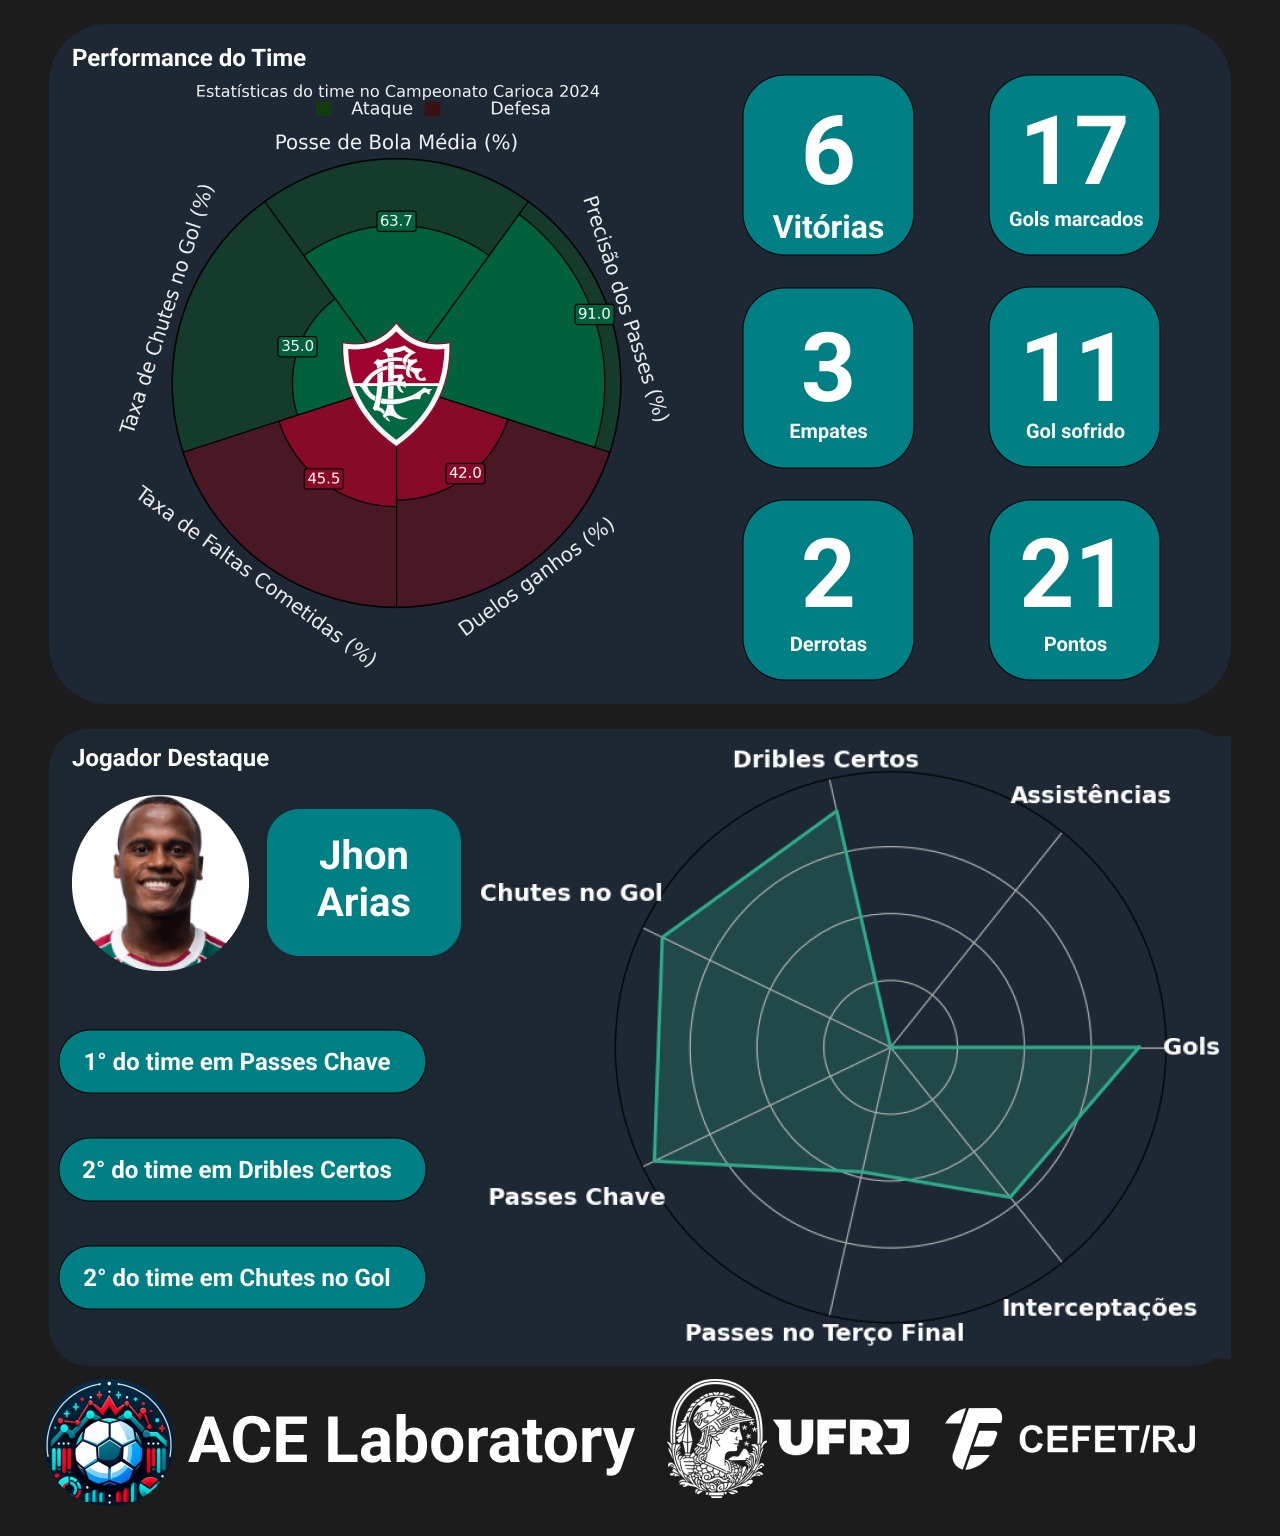 Performance do Time
Estatísticas do time no Campeonato Carioca 2024
Ataque
Defesa
Posse de Bola Média (%)
Precisão dos Passes (%)
Taxa de Chutes no Gol (%)
Taxa de Faltas Cometidas (%)
Duelos ganhos (%)
63.7
91.0
35.0
45.5
42.0
6
Vitórias
17
Gols marcados
3
Empates
11
Gol sofrido
2
Derrotas
21
Pontos
Jogador Destaque
Jhon
Arias
1° do time em Passes Chave
2° do time em Dribles Certos
2° do time em Chutes no Gol
Dribles Certos
Assistências
Chutes no Gol
Gols
Passes Chave
Interceptações
Passes no Terço Final
ACE Laboratory
UFRJ
CEFET/RJ